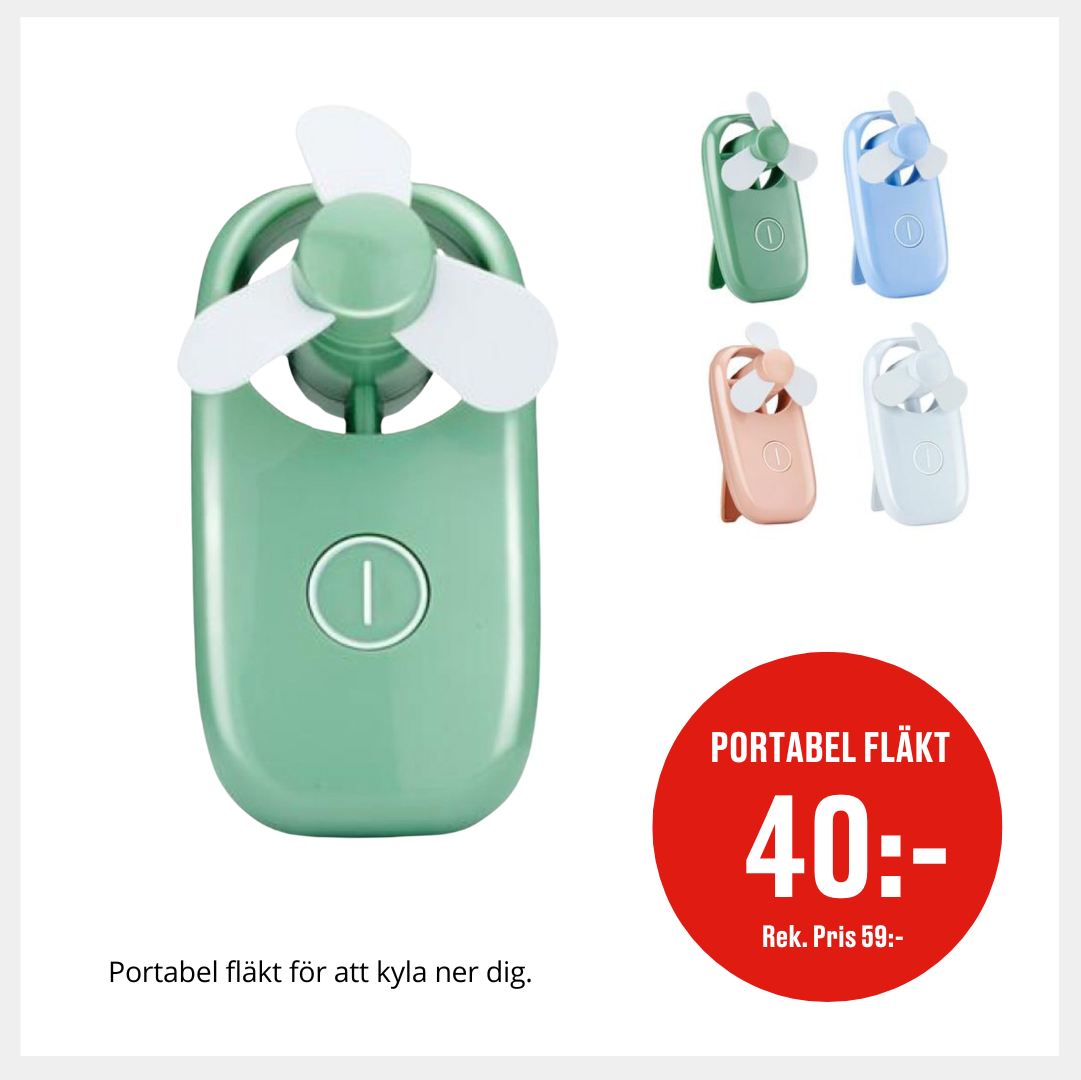 PORTABEL FLÄKT
40:-
Rek. Pris 59:-
Portabel fläkt för att kyla ner dig.